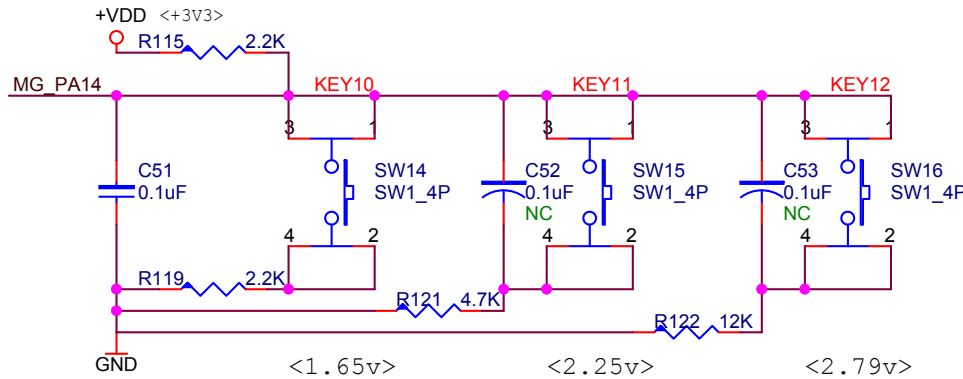 +VDD <+3V3>
R115 2.2K
MG_PA14 KEY10 KEY11 KEY12
3 1 3 1 3 1
C51 SW14 C52 SW15 C53 SW16
0.1uF SW1_4P 0.1uF SW1_4P 0.1uF SW1_4P
NC NC
4 2 4 2 4 2
R119 2.2K
R121 4.7K
R122 12K
GND <1.65v> <2.25v> <2.79v>